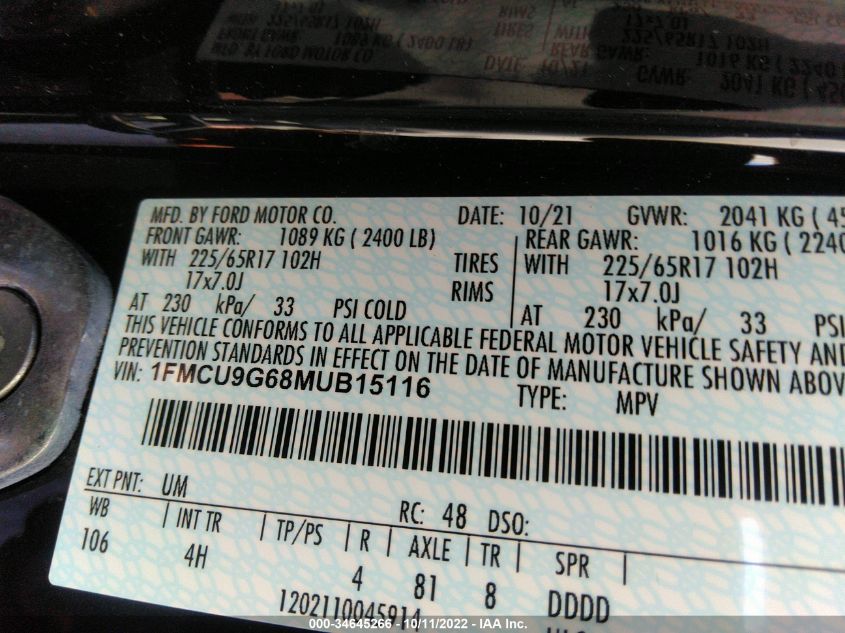 MFD. BY FORD MOTOR CO. DATE: 10/21 GVWR: 2041 KG ( 45
FRONT GAWR: 1089 KG ( 2400 LB) REAR GAWR: 1016 KG ( 2240
WITH 225/65R17 102H TIRES WITH 225/65R17 102H
17x7.0J RIMS 17x7.0J
AT 230 kPa/ 33 PSI COLD AT 230 kPa/ 33 PSI
THIS VEHICLE CONFORMS TO ALL APPLICABLE FEDERAL MOTOR VEHICLE SAFETY AND
PREVENTION STANDARDS IN EFFECT ON THE DATE OF MANUFACTURE SHOWN ABOV
VIN: 1FMCU9G68MUB15116 TYPE: MPV
EXT PNT: UM RC: 48 DSO:
WB INT TR TP/PS R AXLE TR SPR
106 4H 4 81 8 DDDD
1202110045914
000-34645266 - 10/11/2022 - IAA Inc.